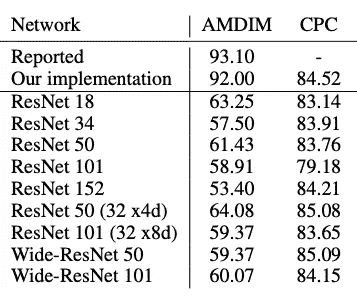 Network AMDIM CPC
Reported 93.10 -
Our implementation 92.00 84.52
ResNet 18 63.25 83.14
ResNet 34 57.50 83.91
ResNet 50 61.43 83.76
ResNet 101 58.91 79.18
ResNet 152 53.40 84.21
ResNet 50 (32 x4d) 64.08 85.08
ResNet 101 (32 x8d) 59.37 83.65
Wide-ResNet 50 59.37 85.09
Wide-ResNet 101 60.07 84.15